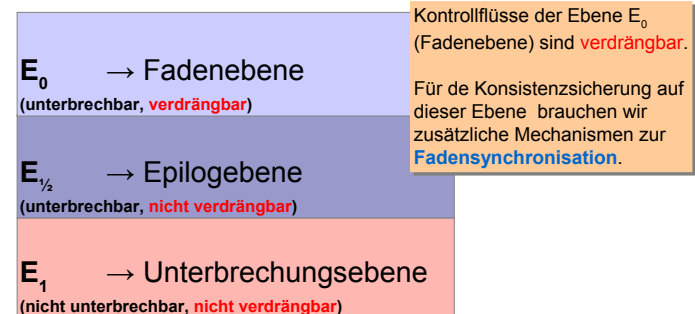 E₀ → Fadenebene
(unterbrechbar, verdrängbar)
E½ → Epilogebene
(unterbrechbar, nicht verdrängbar)
E₁ → Unterbrechungsebene
(nicht unterbrechbar, nicht verdrängbar)
Kontrollflüsse der Ebene E₀
(Fadenebene) sind verdrängbar.
Für de Konsistenzsicherung auf
dieser Ebene brauchen wir
zusätzliche Mechanismen zur
Fadensynchronisation.